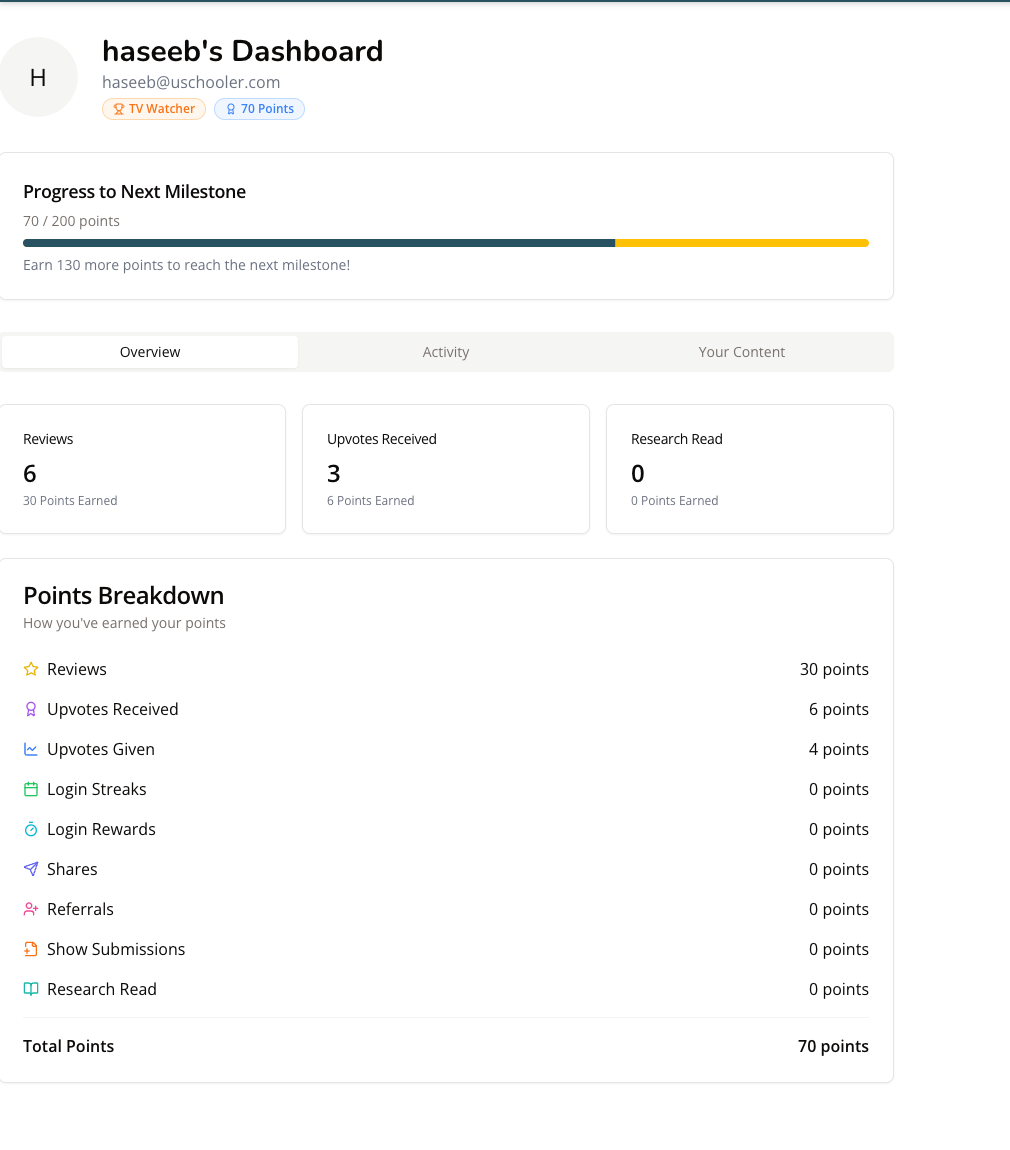 H
haseeb's Dashboard
haseeb@uschooler.com
TV Watcher 70 Points
Progress to Next Milestone
70 / 200 points
Earn 130 more points to reach the next milestone!
Overview Activity Your Content
Reviews
6
30 Points Earned
Upvotes Received
3
6 Points Earned
Research Read
0
0 Points Earned
Points Breakdown
How you've earned your points
Reviews 30 points
Upvotes Received 6 points
Upvotes Given 4 points
Login Streaks 0 points
Login Rewards 0 points
Shares 0 points
Referrals 0 points
Show Submissions 0 points
Research Read 0 points
Total Points 70 points